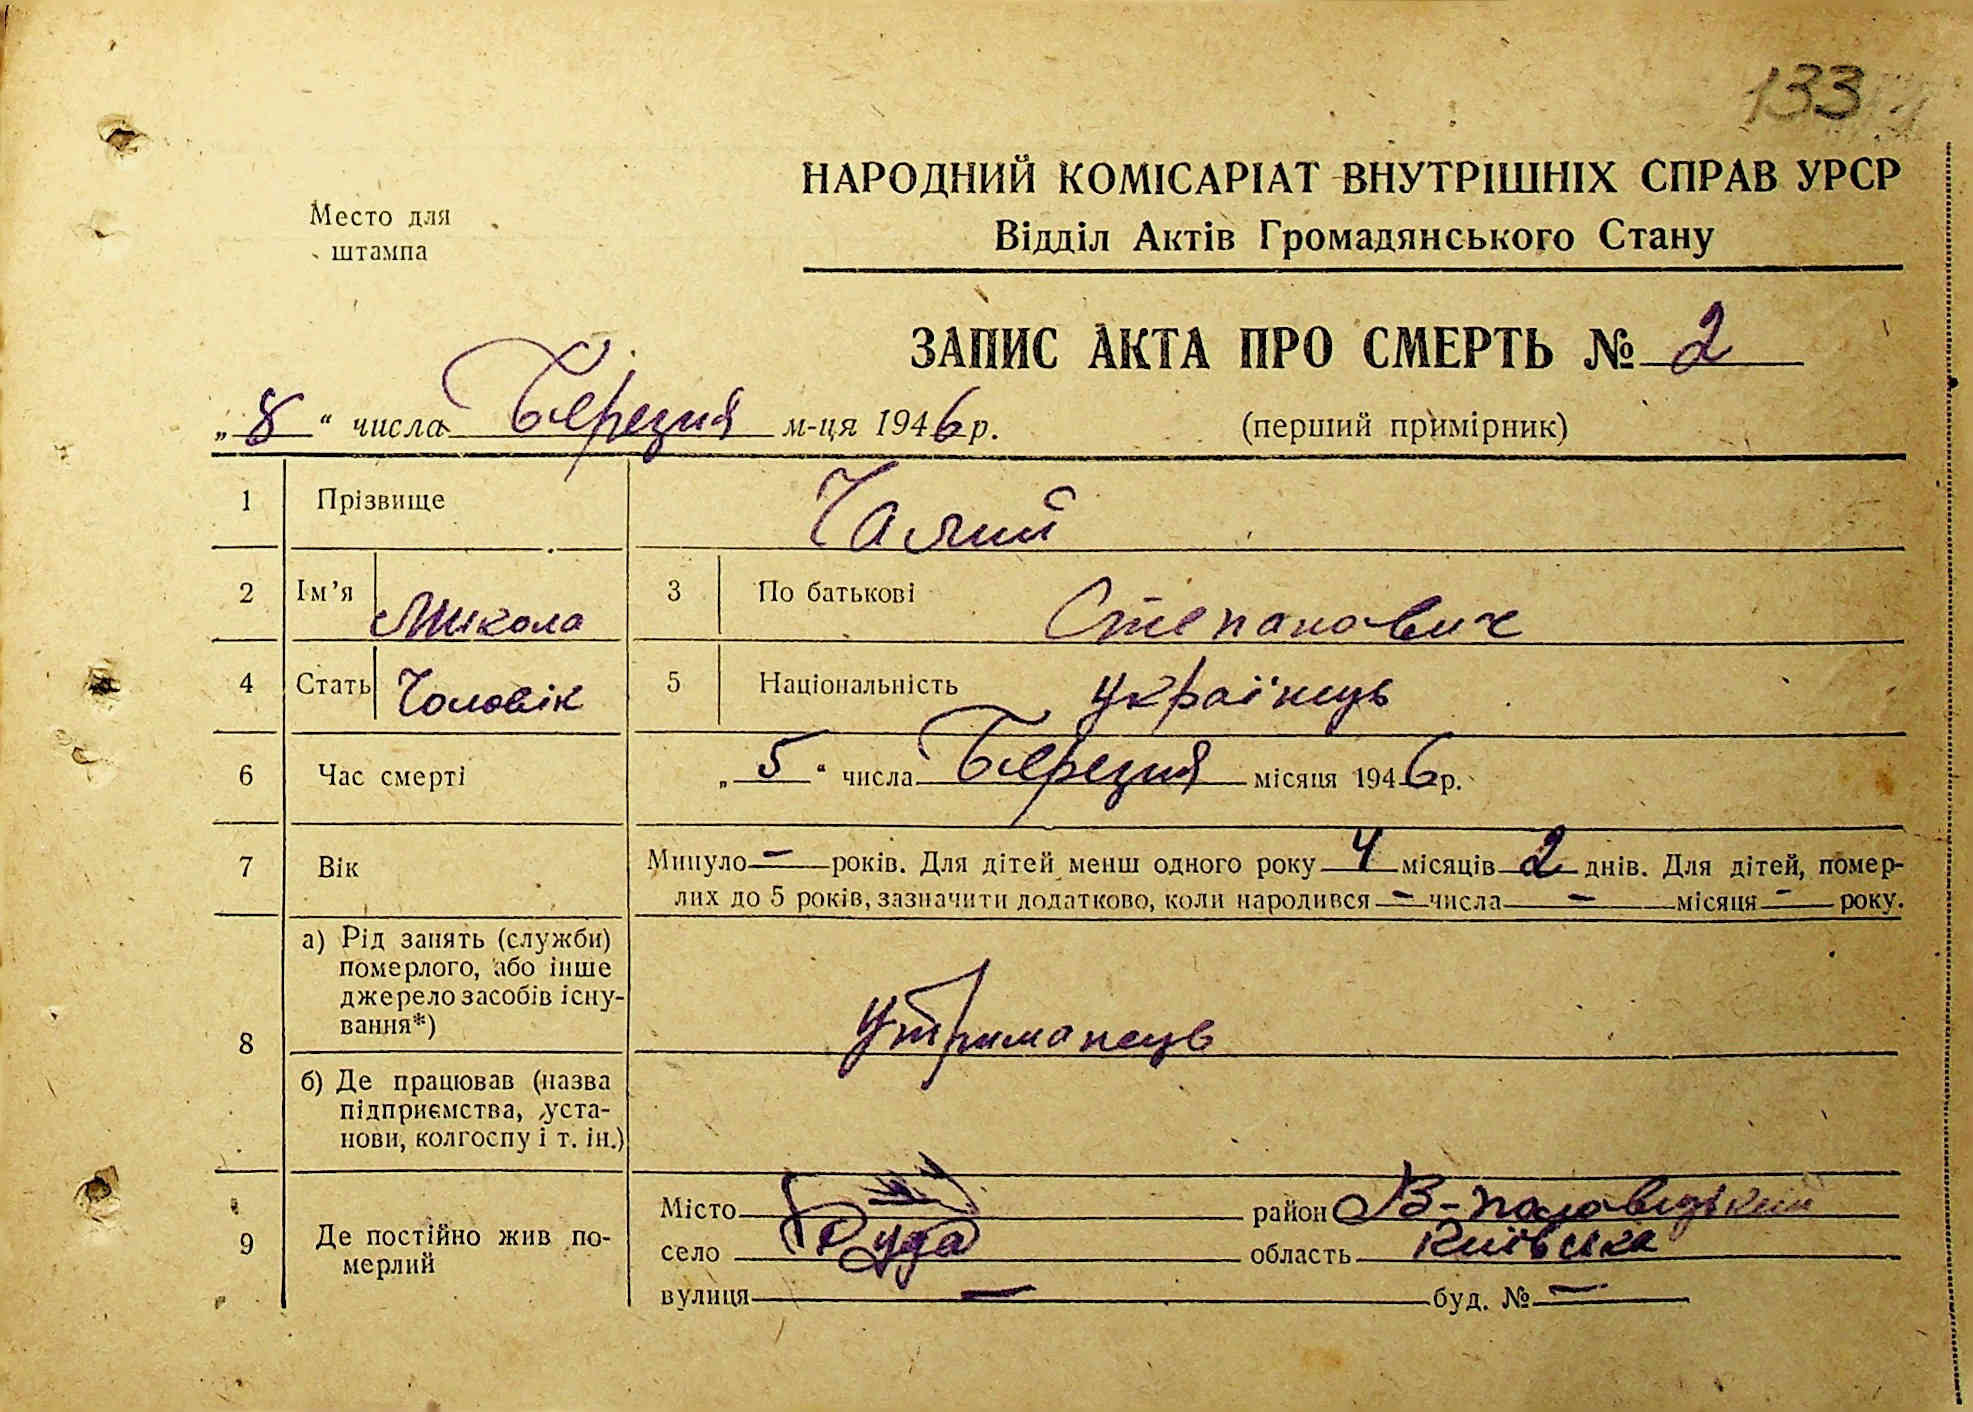 133
НАРОДНИЙ КОМІСАРІАТ ВНУТРІШНІХ СПРАВ УРСР
Место для
штампа
Відділ Актів Громадянського Стану
ЗАПИС АКТА ПРО СМЕРТЬ № 2
„8“ числа Березня м-ця 1946 р. (перший примірник)
1 Прізвище Чалий
2 Ім’я Микола 3 По батькові Степанович
4 Стать Чоловік 5 Національність українець
6 Час смерті „5“ числа Березня місяця 1946 р.
7 Вік Минуло — років. Для дітей менш одного року 4 місяців 2 днів. Для дітей, помер-
лих до 5 років, зазначити додатково, коли народився — числа — місяця — року.
8 а) Рід занять (служби)
померлого, або інше
джерело засобів існу-
вання*) Утриманець
б) Де працював (назва
підприємства, уста-
нови, колгоспу і т. ін.)
9 Де постійно жив по-
мерлий
Місто район В-Половецький
село Руда область Київська
вулиця — буд. № —